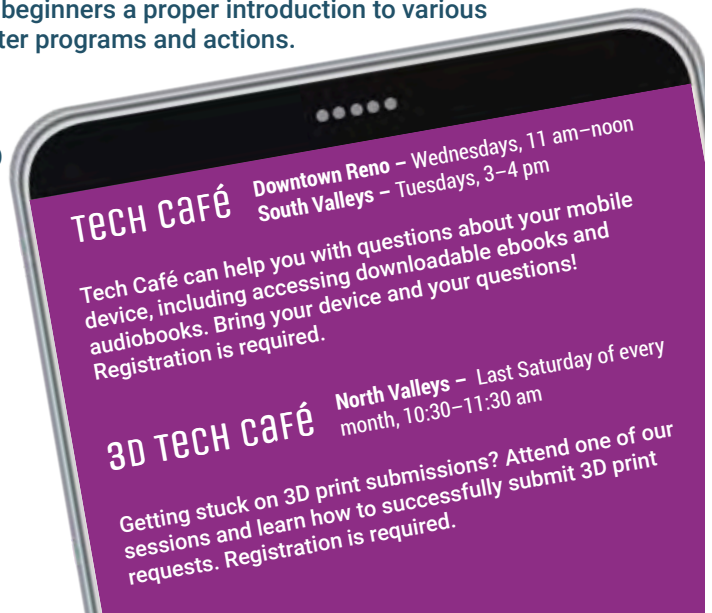 beginners a proper introduction to various
ter programs and actions.
Tech Café
Downtown Reno – Wednesdays, 11 am–noon
South Valleys – Tuesdays, 3–4 pm
Tech Café can help you with questions about your mobile
device, including accessing downloadable ebooks and
audiobooks. Bring your device and your questions!
Registration is required.
3D Tech Café
North Valleys – Last Saturday of every
month, 10:30–11:30 am
Getting stuck on 3D print submissions? Attend one of our
sessions and learn how to successfully submit 3D print
requests. Registration is required.